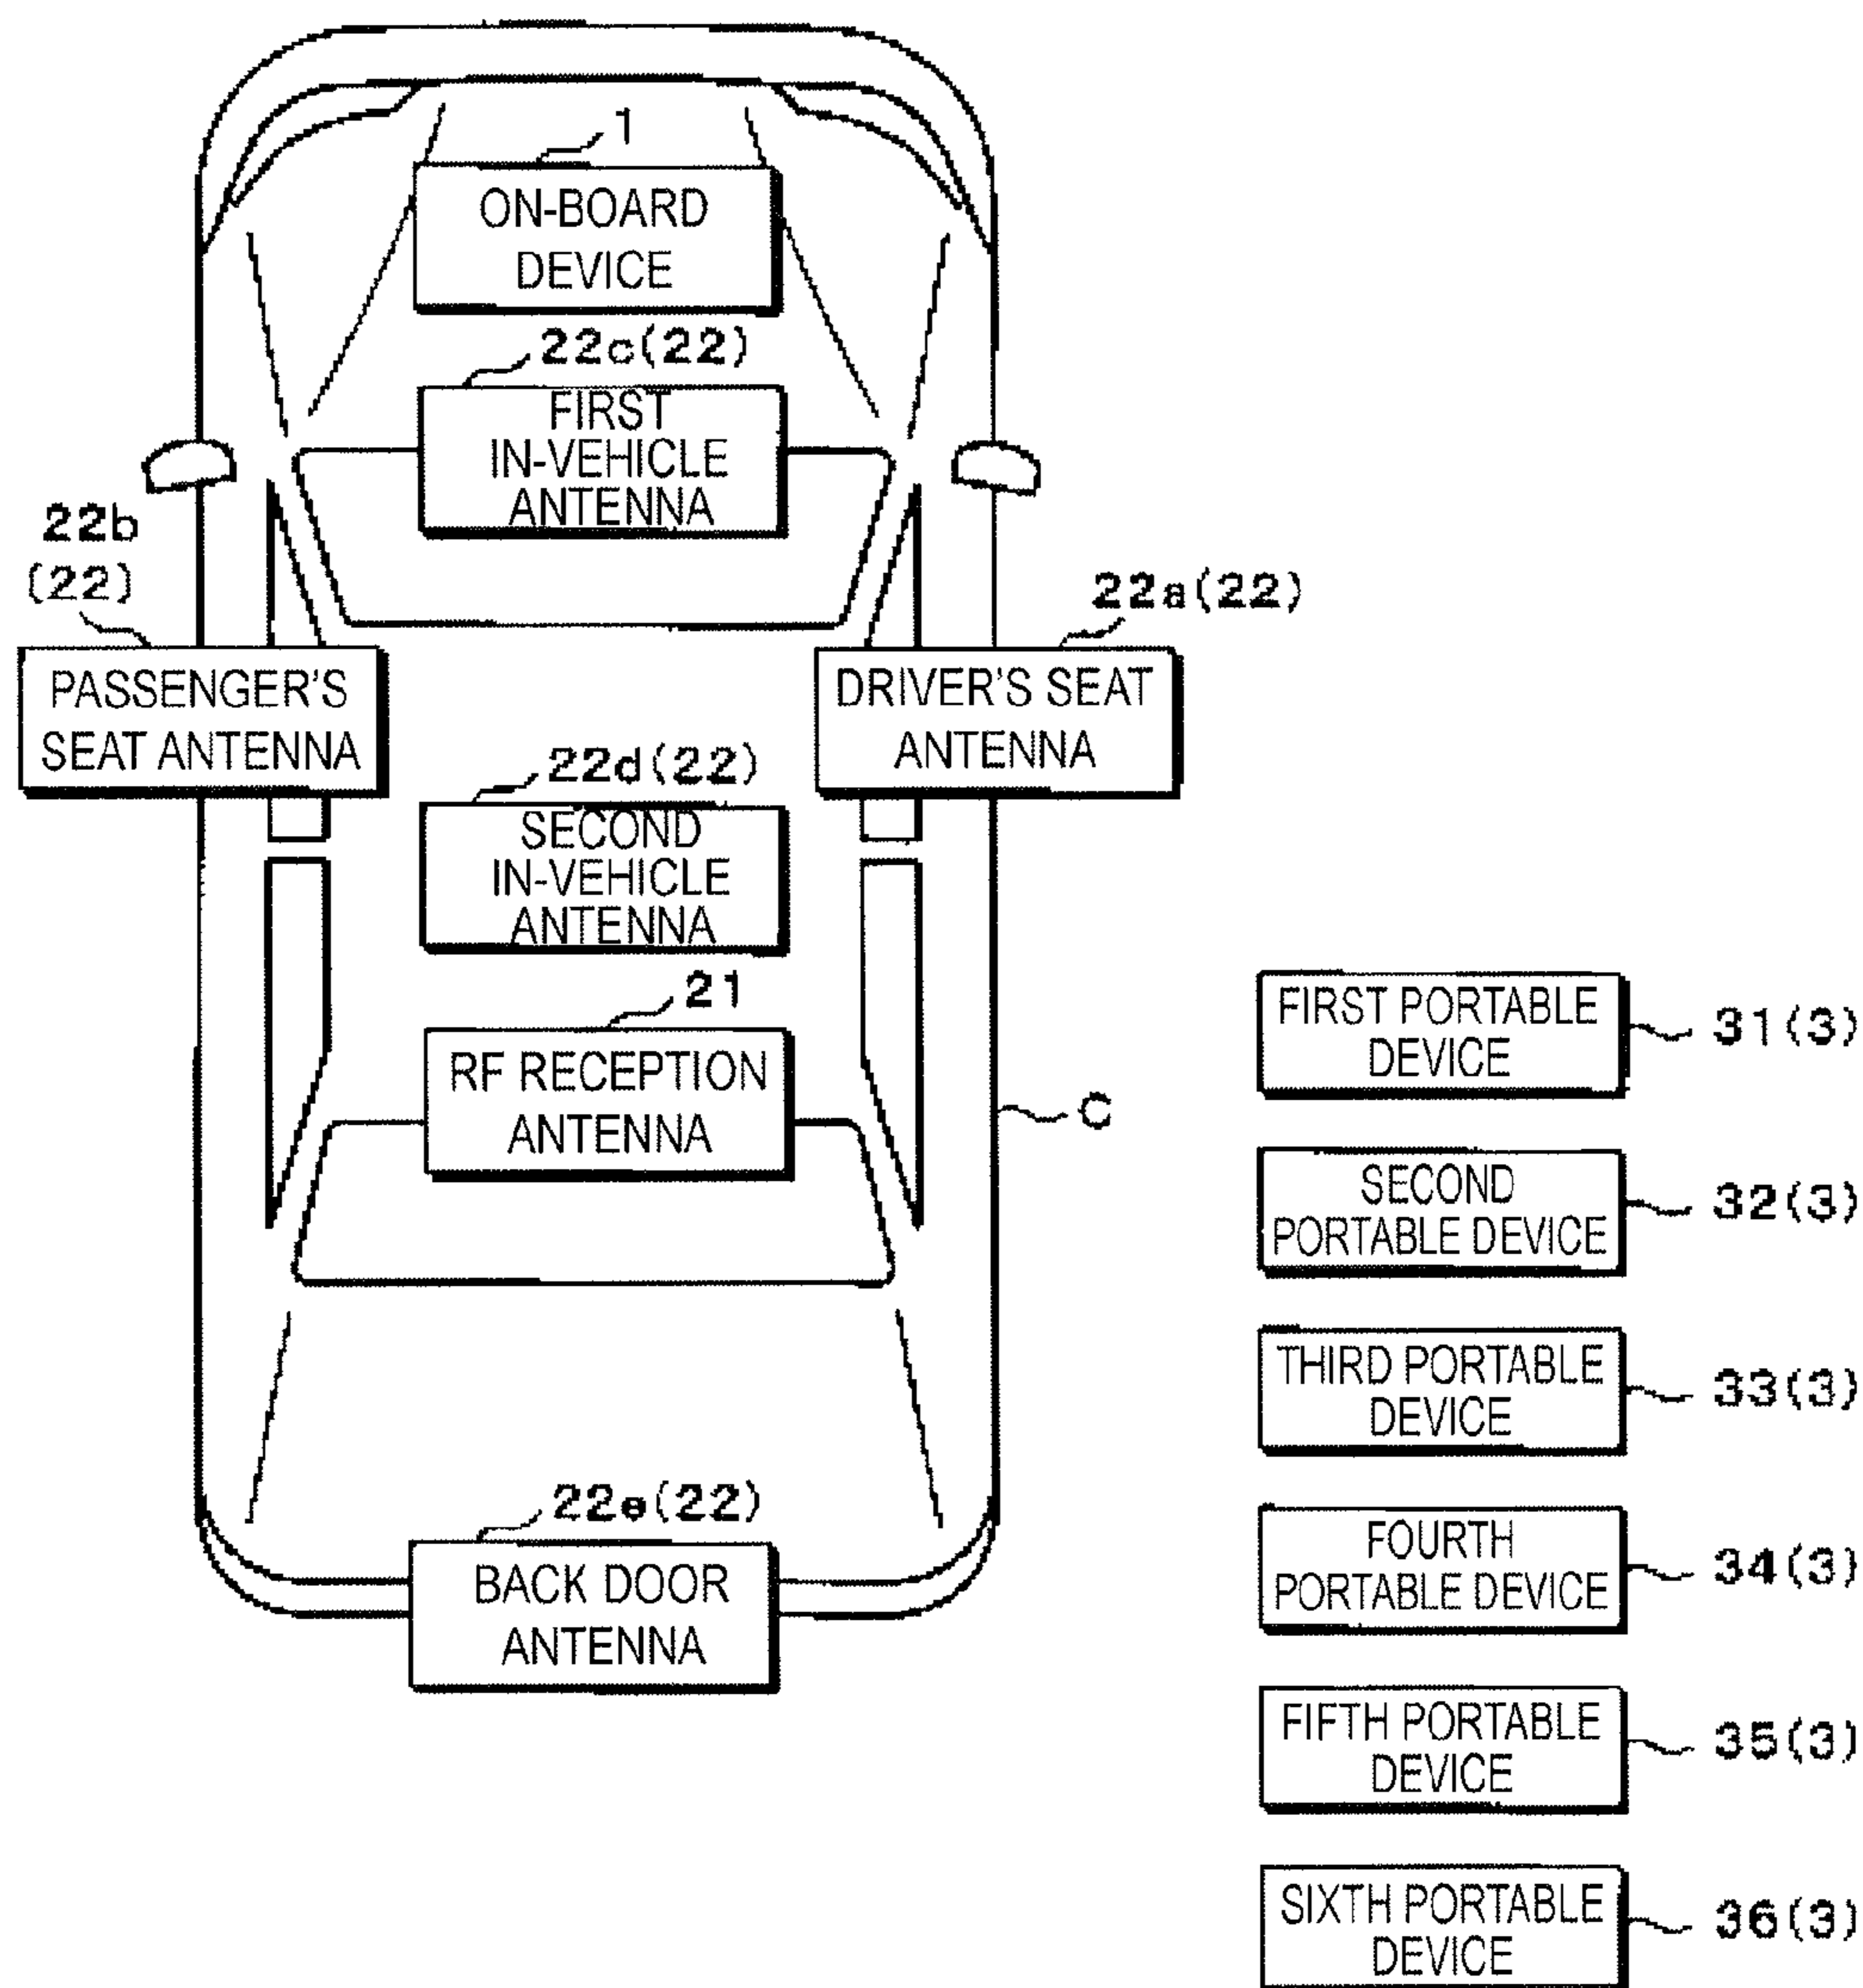 1
ON-BOARD
DEVICE
22c(22)
FIRST
IN-VEHICLE
ANTENNA
22b
(22)
PASSENGER'S
SEAT ANTENNA
22a(22)
DRIVER'S SEAT
ANTENNA
22d(22)
SECOND
IN-VEHICLE
ANTENNA
21
RF RECEPTION
ANTENNA
C
22e(22)
BACK DOOR
ANTENNA
FIRST PORTABLE
DEVICE
31(3)
SECOND
PORTABLE DEVICE
32(3)
THIRD PORTABLE
DEVICE
33(3)
FOURTH
PORTABLE DEVICE
34(3)
FIFTH PORTABLE
DEVICE
35(3)
SIXTH PORTABLE
DEVICE
36(3)